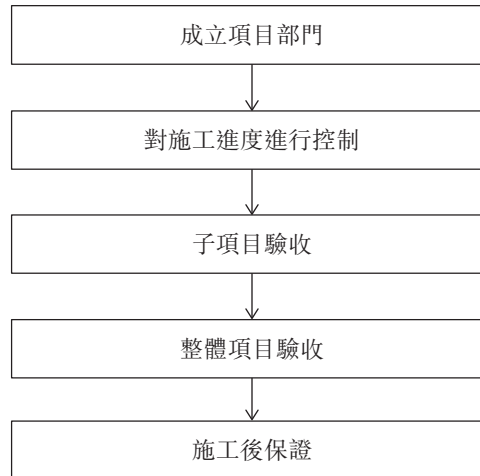 成立項目部門
對施工進度進行控制
子項目驗收
整體項目驗收
施工後保證